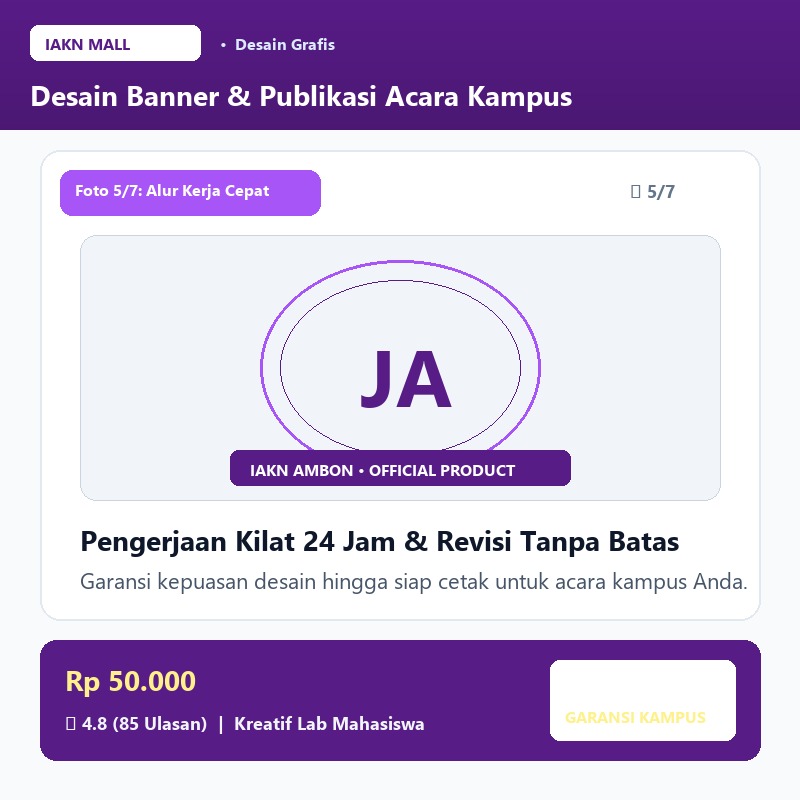 IAKN MALL • Desain Grafis
Desain Banner & Publikasi Acara Kampus
Foto 5/7: Alur Kerja Cepat
5/7
JA
IAKN AMBON • OFFICIAL PRODUCT
Pengerjaan Kilat 24 Jam & Revisi Tanpa Batas
Garansi kepuasan desain hingga siap cetak untuk acara kampus Anda.
Rp 50.000
4.8 (85 Ulasan) | Kreatif Lab Mahasiswa
GARANSI KAMPUS